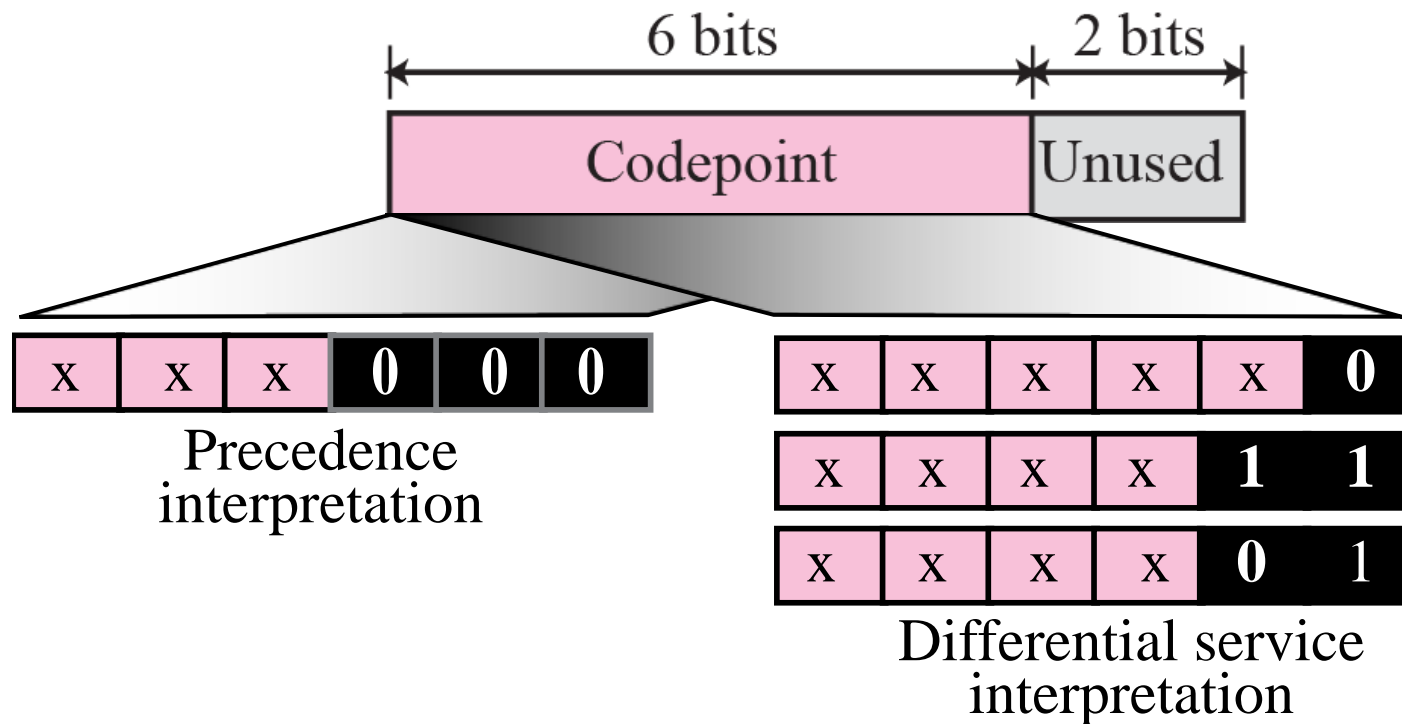 6 bits 2 bits
Codepoint Unused
x x x 0 0 0
Precedence
interpretation
x x x x x 0
x x x x 1 1
x x x x 0 1
Differential service
interpretation